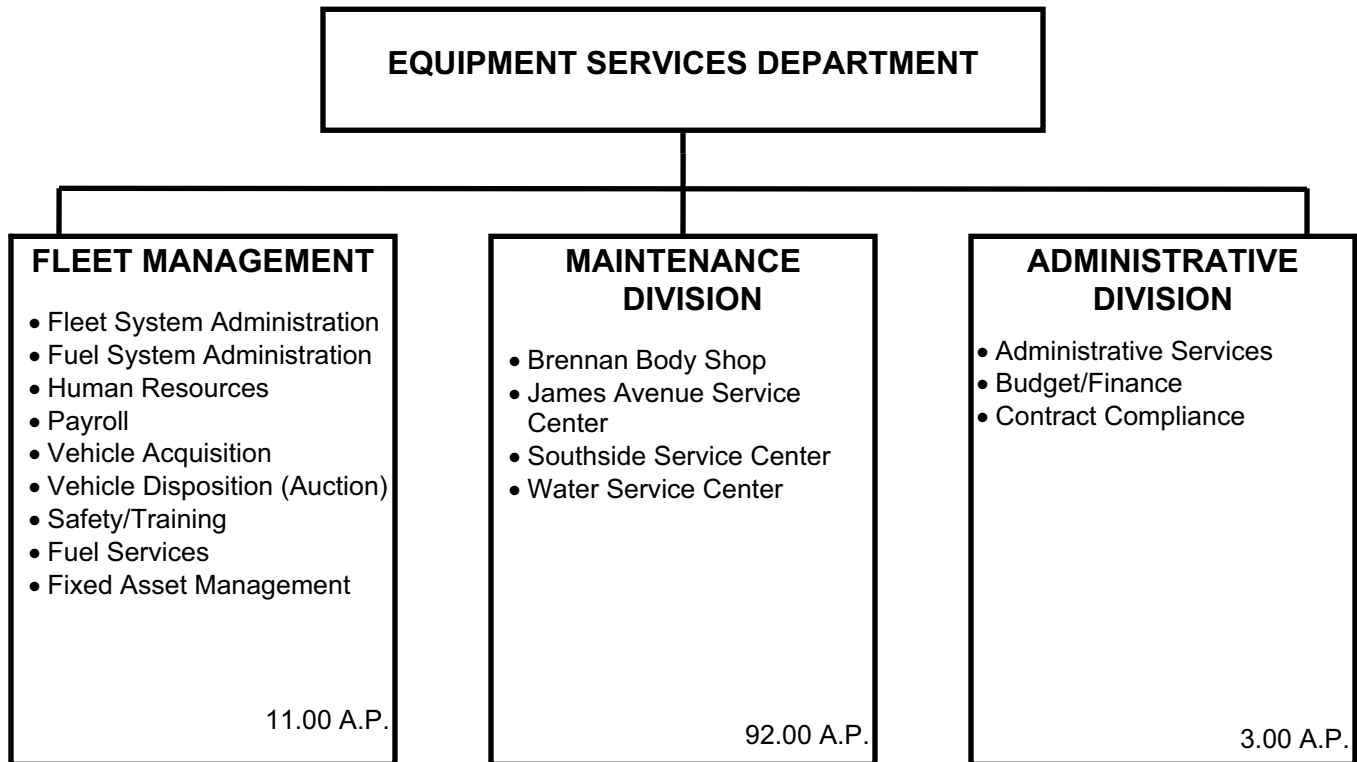 EQUIPMENT SERVICES DEPARTMENT
FLEET MANAGEMENT
• Fleet System Administration
• Fuel System Administration
• Human Resources
• Payroll
• Vehicle Acquisition
• Vehicle Disposition (Auction)
• Safety/Training
• Fuel Services
• Fixed Asset Management
11.00 A.P.
MAINTENANCE
DIVISION
• Brennan Body Shop
• James Avenue Service
Center
• Southside Service Center
• Water Service Center
92.00 A.P.
ADMINISTRATIVE
DIVISION
• Administrative Services
• Budget/Finance
• Contract Compliance
3.00 A.P.